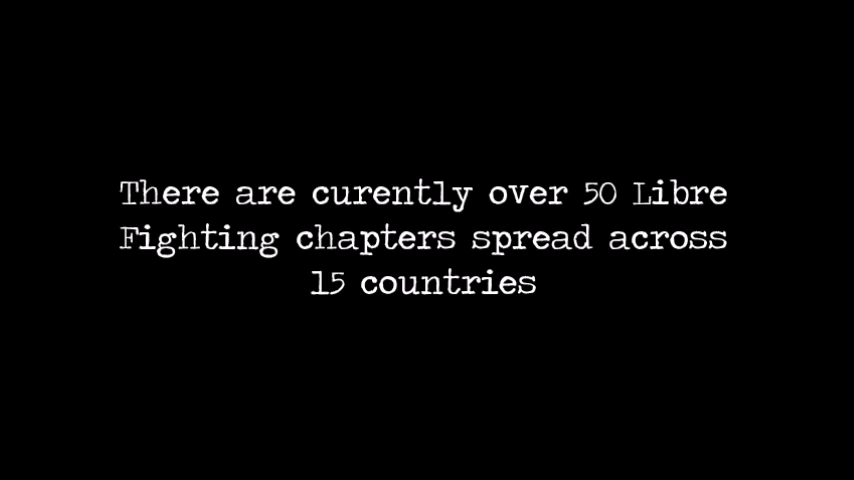 There are curently over 50 Libre
Fighting chapters spread across
15 countries